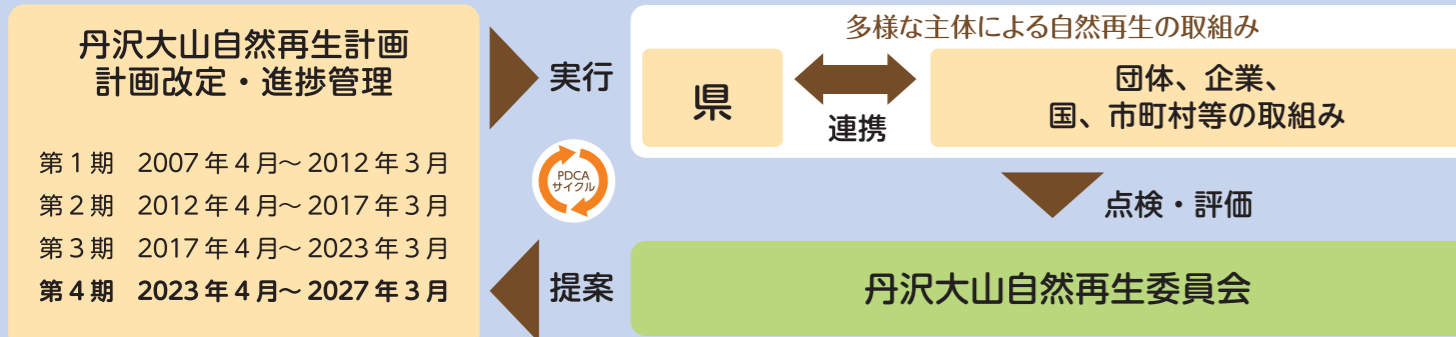 丹沢大山自然再生計画
計画改定・進捗管理
第1期 2007年4月～2012年3月
第2期 2012年4月～2017年3月
第3期 2017年4月～2023年3月
第4期 2023年4月～2027年3月
実行
PDCA
サイクル
提案
多様な主体による自然再生の取組み
県
連携
団体、企業、
国、市町村等の取組み
点検・評価
丹沢大山自然再生委員会